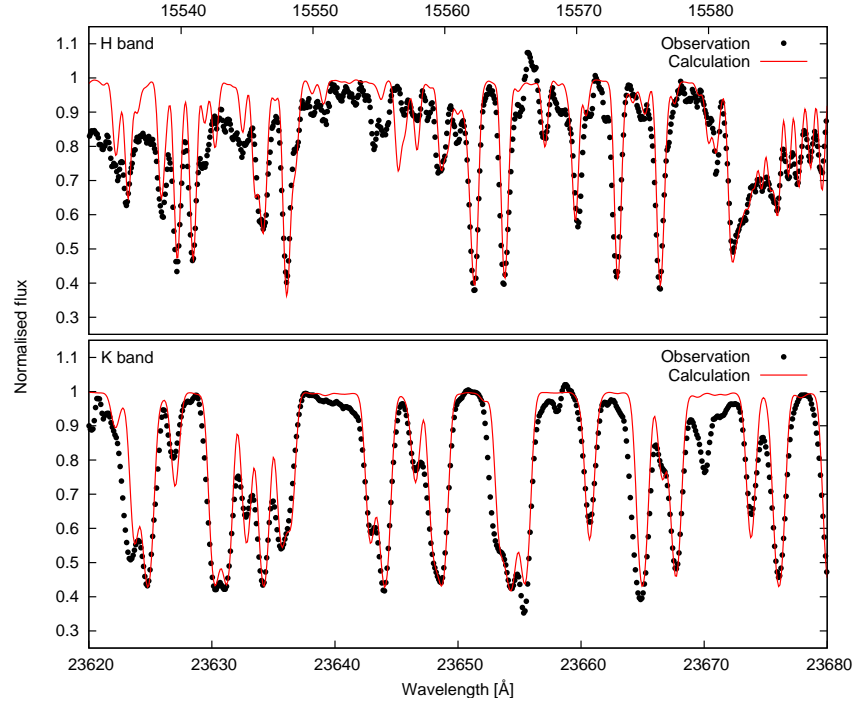 15540 15550 15560 15570 15580
H band
Observation
Calculation
1.1
1
0.9
0.8
0.7
0.6
0.5
0.4
0.3
Normalised flux
K band
Observation
Calculation
1.1
1
0.9
0.8
0.7
0.6
0.5
0.4
0.3
23620 23630 23640 23650 23660 23670 23680
Wavelength [Å]